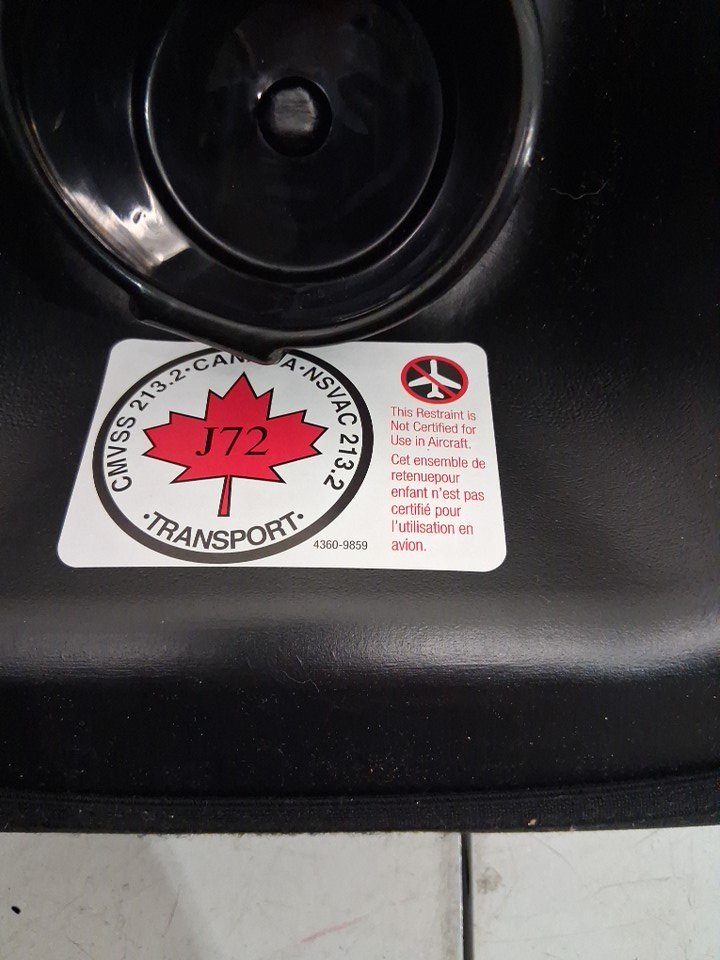 CMVSS 213.2·CANADA·NSVAC 213.2
J72
·TRANSPORT·
4360-9859
This Restraint is
Not Certified for
Use in Aircraft.
Cet ensemble de
retenuepour
enfant n'est pas
certifié pour
l'utilisation en
avion.